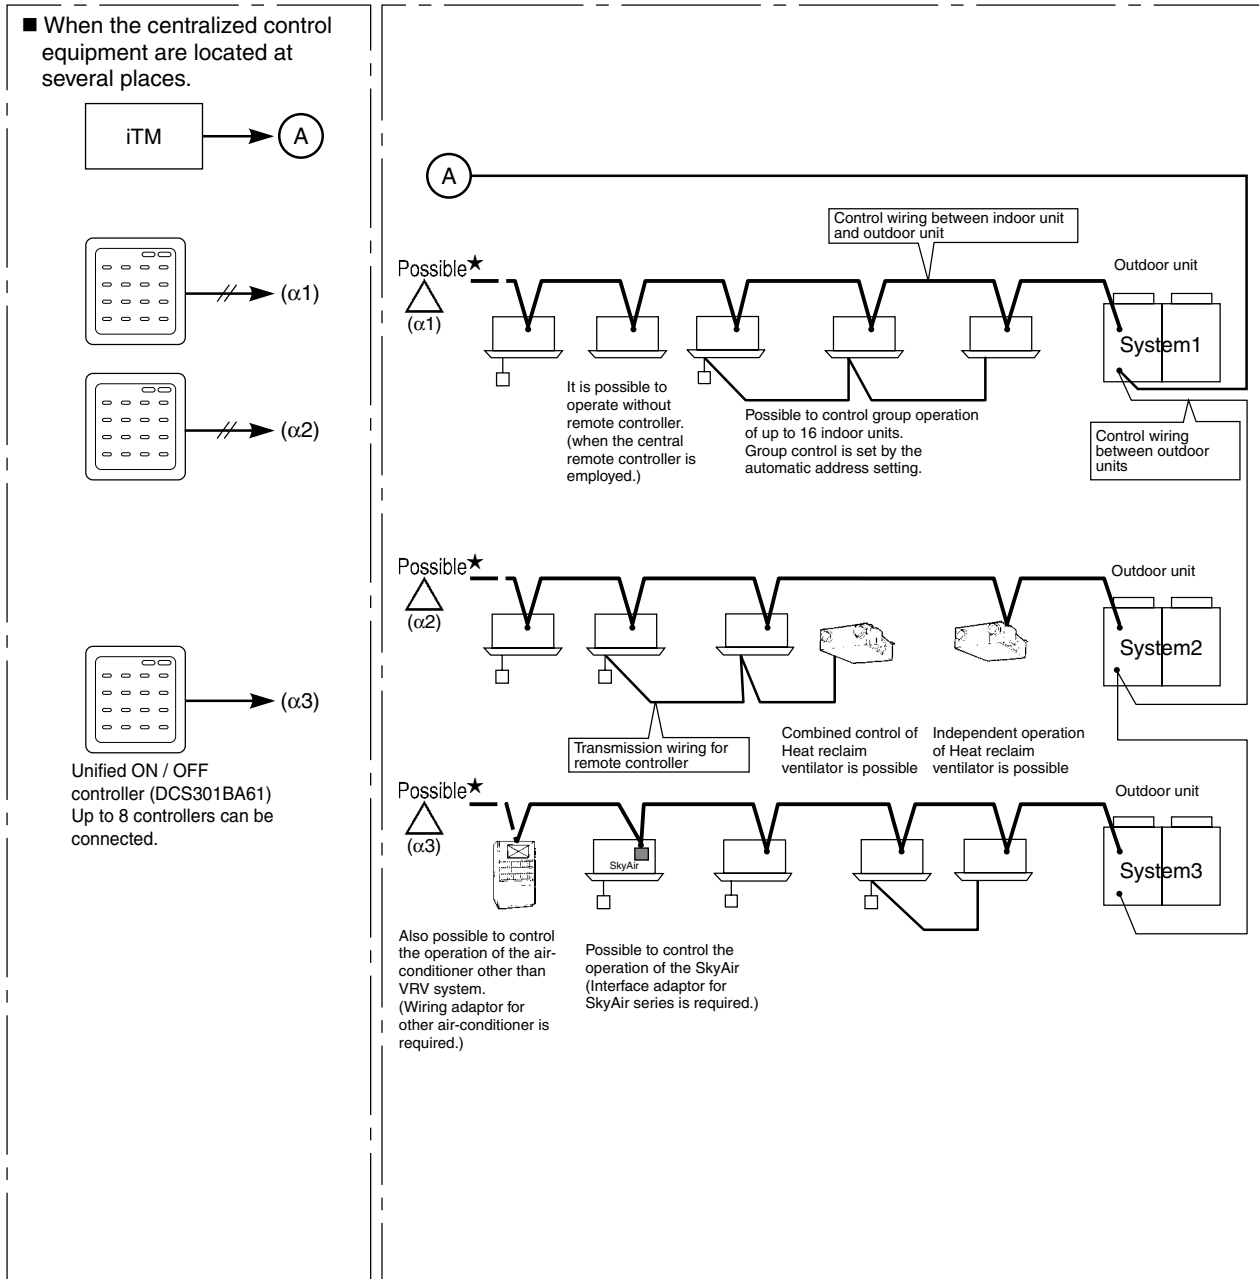 ■ When the centralized control
equipment are located at
several places.
iTM
A
(α1)
(α2)
(α3)
Unified ON / OFF
controller (DCS301BA61)
Up to 8 controllers can be
connected.
A
Control wiring between indoor unit
and outdoor unit
Possible★
(α1)
Outdoor unit
System1
It is possible to
operate without
remote controller.
(when the central
remote controller is
employed.)
Possible to control group operation
of up to 16 indoor units.
Group control is set by the
automatic address setting.
Control wiring
between outdoor
units
Possible★
(α2)
Outdoor unit
System2
Transmission wiring for
remote controller
Combined control of
Heat reclaim
ventilator is possible
Independent operation
of Heat reclaim
ventilator is possible
Possible★
(α3)
Outdoor unit
SkyAir
System3
Also possible to control
the operation of the air-
conditioner other than
VRV system.
(Wiring adaptor for
other air-conditioner is
required.)
Possible to control the
operation of the SkyAir
(Interface adaptor for
SkyAir series is required.)